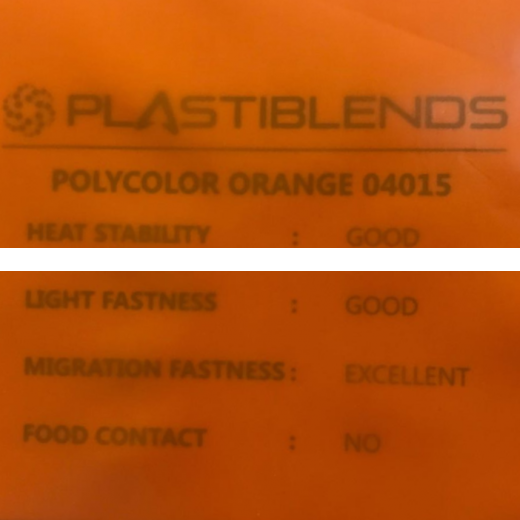 PLASTIBLENDS
POLYCOLOR ORANGE 04015
HEAT STABILITY : GOOD
LIGHT FASTNESS : GOOD
MIGRATION FASTNESS : EXCELLENT
FOOD CONTACT : NO